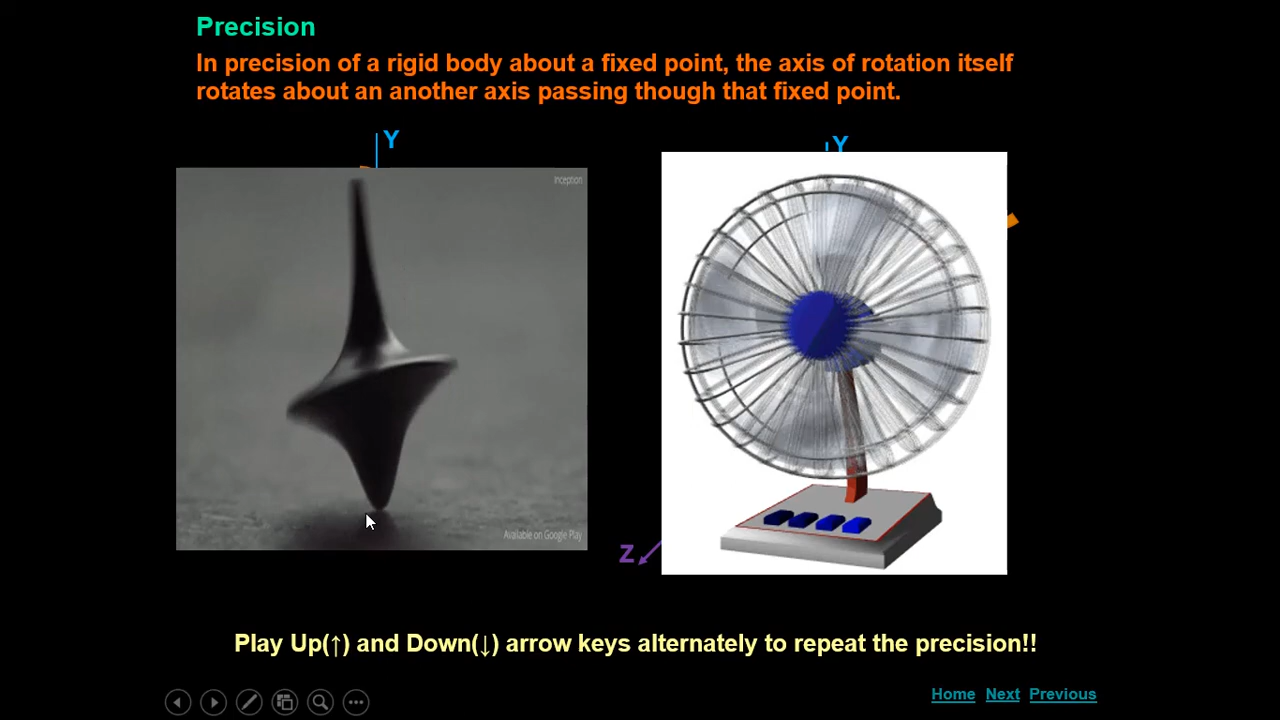 Precision
In precision of a rigid body about a fixed point, the axis of rotation itself
rotates about an another axis passing though that fixed point.
Y
Y
Inception
Available on Google Play
Z
Play Up(↑) and Down(↓) arrow keys alternately to repeat the precision!!
Home Next Previous